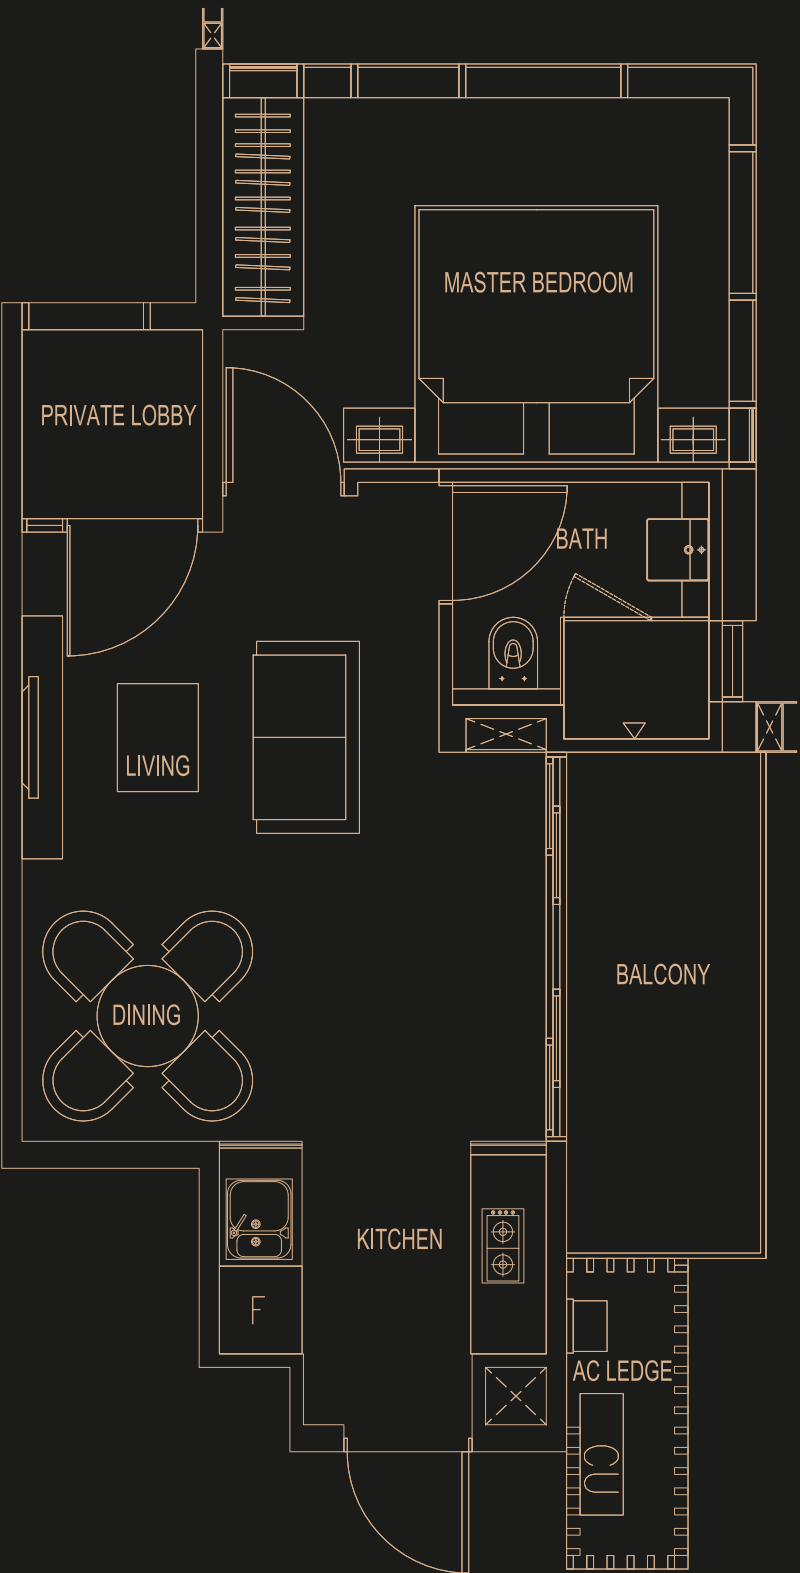 MASTER BEDROOM
PRIVATE LOBBY
BATH
LIVING
BALCONY
DINING
KITCHEN
F
AC LEDGE
CU